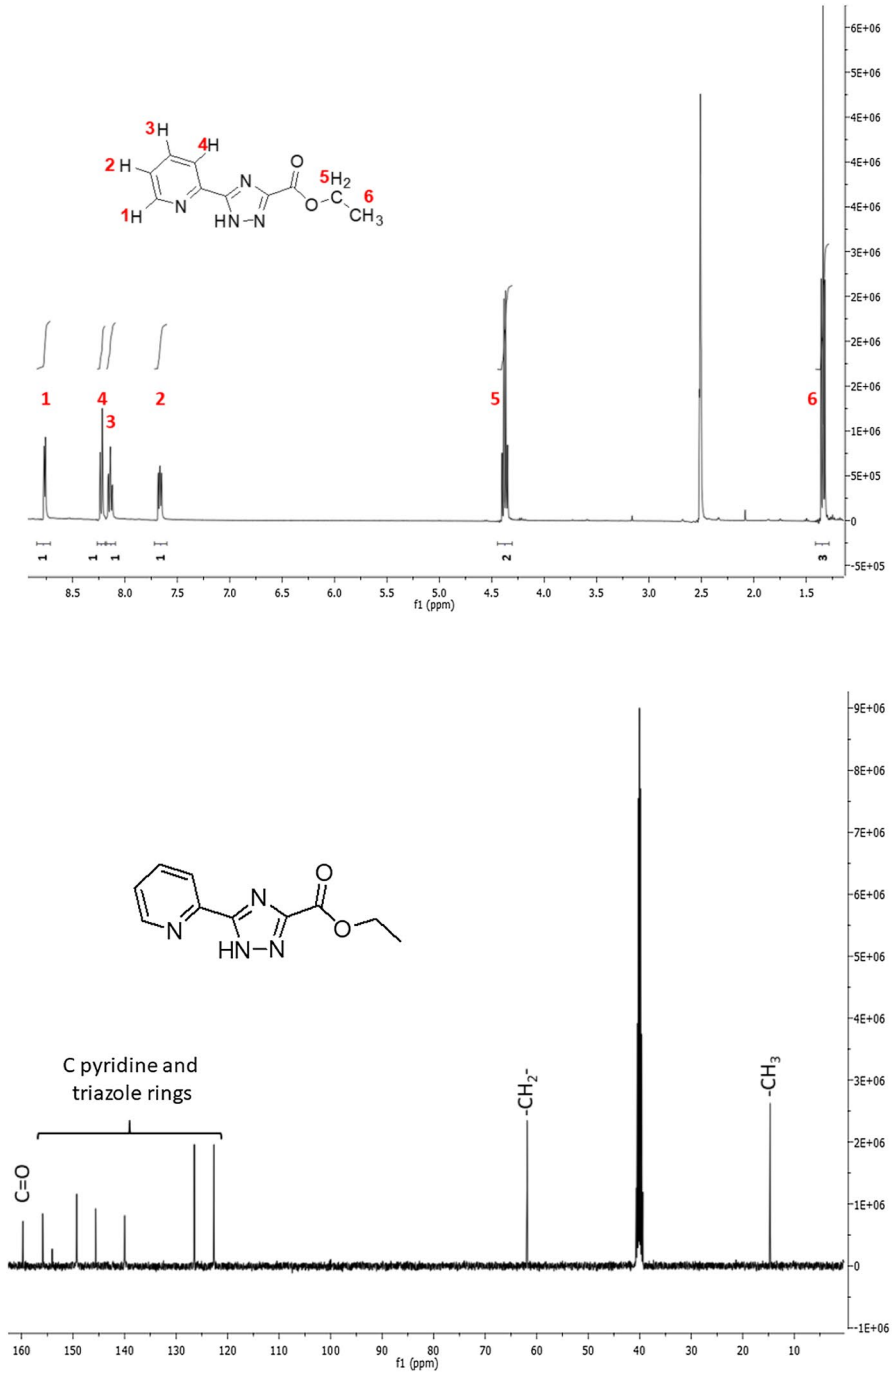 6E+06
5E+06
4E+06
4E+06
4E+06
3E+06
2E+06
2E+06
2E+06
1E+06
5E+05
0
-5E+05
3H
4H
2H
1H
N
N
HN
N
O
O
5H2
C
6
CH3
1
4
3
2
5
6
1
1
1
1
2
3
8.5 8.0 7.5 7.0 6.5 6.0 5.5 5.0 4.5 4.0 3.5 3.0 2.5 2.0 1.5
f1 (ppm)
9E+06
8E+06
7E+06
6E+06
5E+06
4E+06
3E+06
2E+06
1E+06
0
-1E+06
N
N
HN
N
O
O
C pyridine and
triazole rings
C=O
-CH2-
-CH3
160 150 140 130 120 110 100 90 80 70 60 50 40 30 20 10
f1 (ppm)